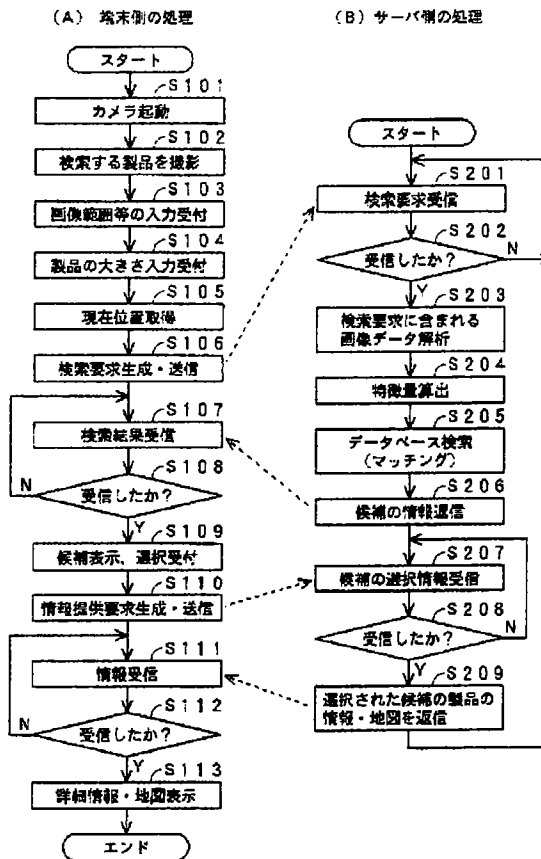 (A) 端末側の処理
スタート
S101
カメラ起動
S102
検索する製品を撮影
S103
画像範囲等の入力受付
S104
製品の大きさ入力受付
S105
現在位置取得
S106
検索要求生成・送信
S107
検索結果受信
S108
受信したか?
N
Y
S109
候補表示、選択受付
S110
情報提供要求生成・送信
S111
情報受信
S112
受信したか?
N
Y
S113
詳細情報・地図表示
エンド
(B) サーバ側の処理
スタート
S201
検索要求受信
S202
受信したか?
N
Y
S203
検索要求に含まれる
画像データ解析
S204
特徴量算出
S205
データベース検索
(マッチング)
S206
候補の情報返信
S207
候補の選択情報受信
S208
受信したか?
N
Y
S209
選択された候補の製品の
情報・地図を返信